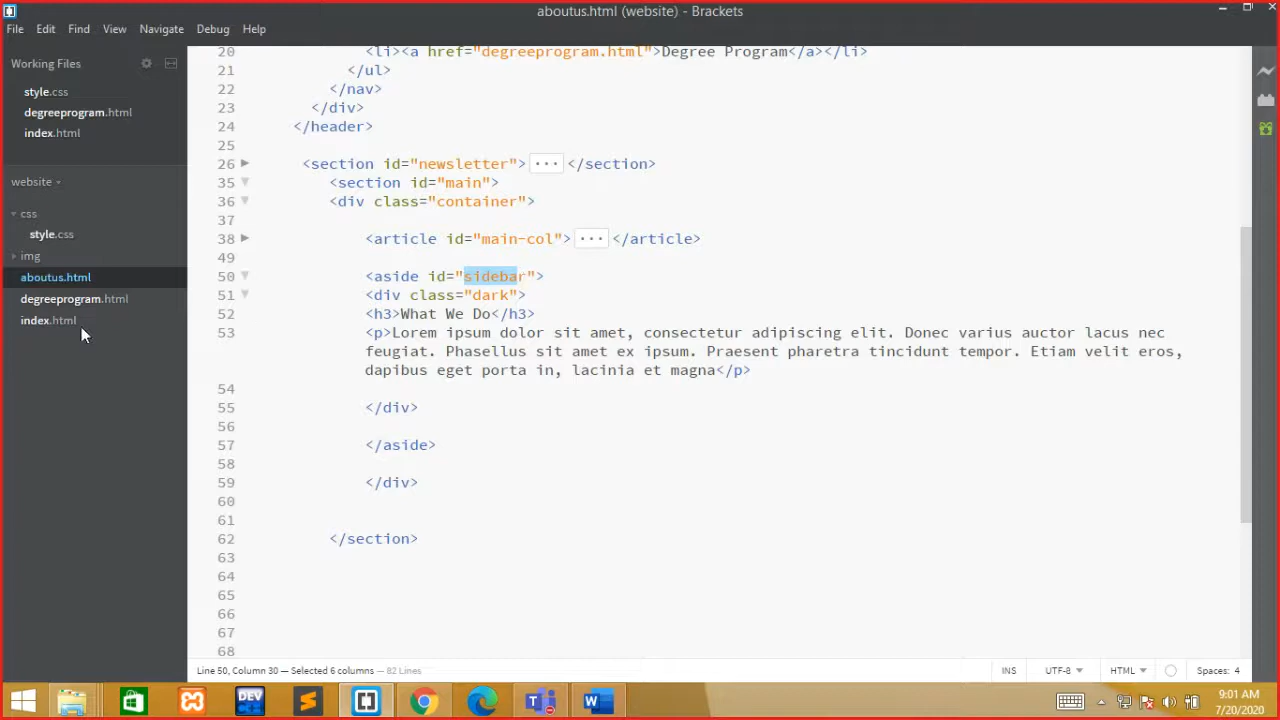 aboutus.html (website) - Brackets
File Edit Find View Navigate Debug Help
Working Files
style.css
degreeprogram.html
index.html
website
css
style.css
img
aboutus.html
degreeprogram.html
index.html
20 <li><a href="degreeprogram.html">Degree Program</a></li>
21 </ul>
22 </nav>
23 </div>
24 </header>
25
26 <section id="newsletter"> ... </section>
35 <section id="main">
36 <div class="container">
37
38 <article id="main-col"> ... </article>
49
50 <aside id="sidebar">
51 <div class="dark">
52 <h3>What We Do</h3>
53 <p>Lorem ipsum dolor sit amet, consectetur adipiscing elit. Donec varius auctor lacus nec
feugiat. Phasellus sit amet ex ipsum. Praesent pharetra tincidunt tempor. Etiam velit eros,
dapibus eget porta in, lacinia et magna</p>
54
55 </div>
56
57 </aside>
58
59 </div>
60
61
62 </section>
63
64
65
66
67
68
Line 50, Column 30 — Selected 6 columns — 82 Lines
INS UTF-8 HTML Spaces: 4
DEV
9:01 AM
7/20/2020